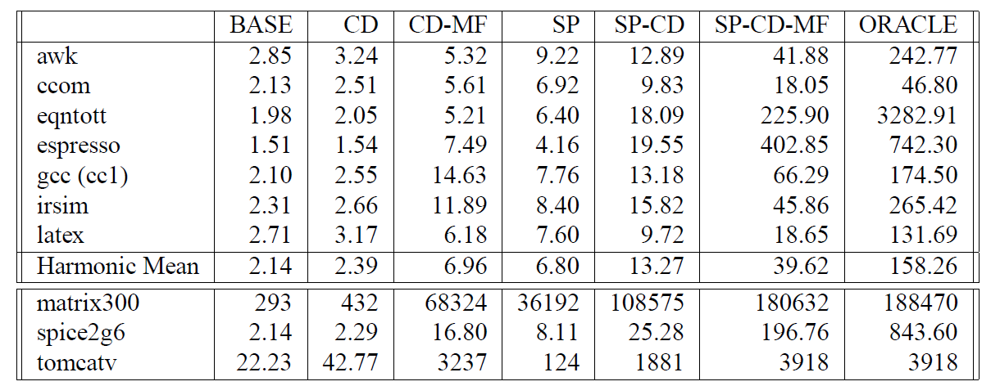 BASE CD CD-MF SP SP-CD SP-CD-MF ORACLE
awk 2.85 3.24 5.32 9.22 12.89 41.88 242.77
ccom 2.13 2.51 5.61 6.92 9.83 18.05 46.80
eqntott 1.98 2.05 5.21 6.40 18.09 225.90 3282.91
espresso 1.51 1.54 7.49 4.16 19.55 402.85 742.30
gcc (cc1) 2.10 2.55 14.63 7.76 13.18 66.29 174.50
irsim 2.31 2.66 11.89 8.40 15.82 45.86 265.42
latex 2.71 3.17 6.18 7.60 9.72 18.65 131.69
Harmonic Mean 2.14 2.39 6.96 6.80 13.27 39.62 158.26
matrix300 293 432 68324 36192 108575 180632 188470
spice2g6 2.14 2.29 16.80 8.11 25.28 196.76 843.60
tomcatv 22.23 42.77 3237 124 1881 3918 3918